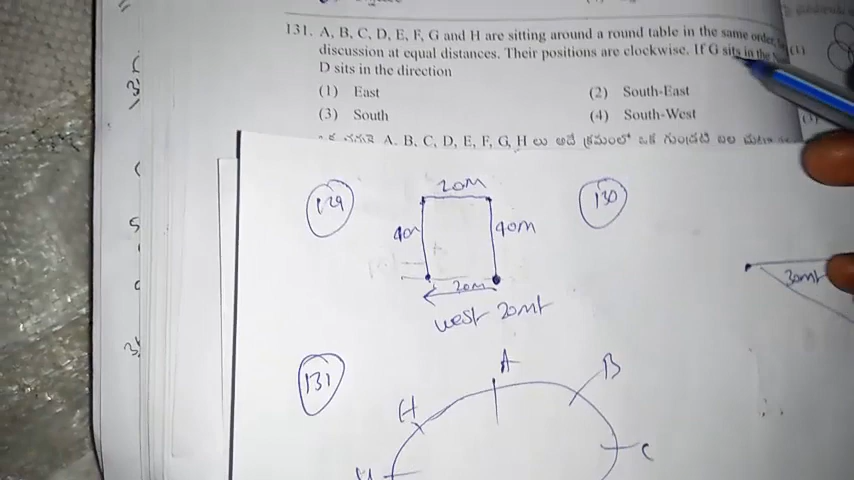 131. A, B, C, D, E, F, G and H are sitting around a round table in the same order,
discussion at equal distances. Their positions are clockwise. If G sits in the
D sits in the direction
(1) East
(2) South-East
(3) South
(4) South-West
A, B, C, D, E, F, G, H లు అదే క్రమంలో ఒక గుండ్రటి బల్ల
129
20M
40M
20M
west 20mt
130
30mt
131
A
B
H
C